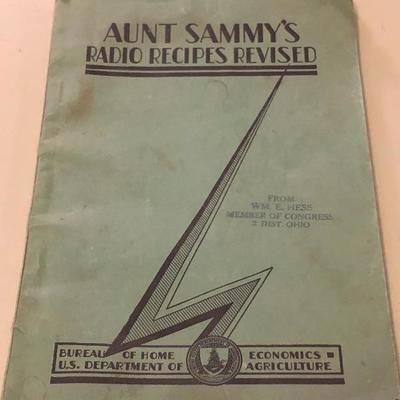 AUNT SAMMY'S
RADIO RECIPES REVISED
FROM
WM. E. HESS
MEMBER OF CONGRESS
2 DIST. OHIO
BUREAU OF HOME ECONOMICS
U.S. DEPARTMENT OF AGRICULTURE